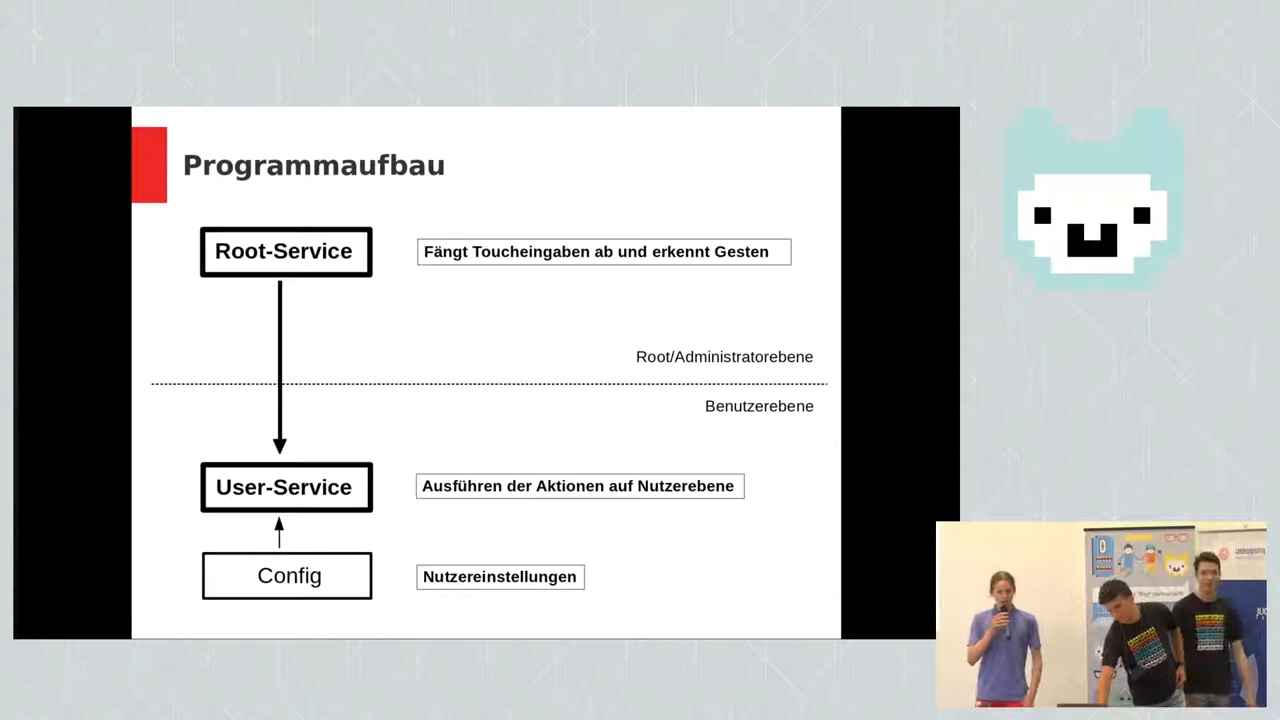 Programmaufbau
Root-Service
Fängt Toucheingaben ab und erkennt Gesten
Root/Administratorebene
Benutzerebene
User-Service
Ausführen der Aktionen auf Nutzerebene
Config
Nutzereinstellungen